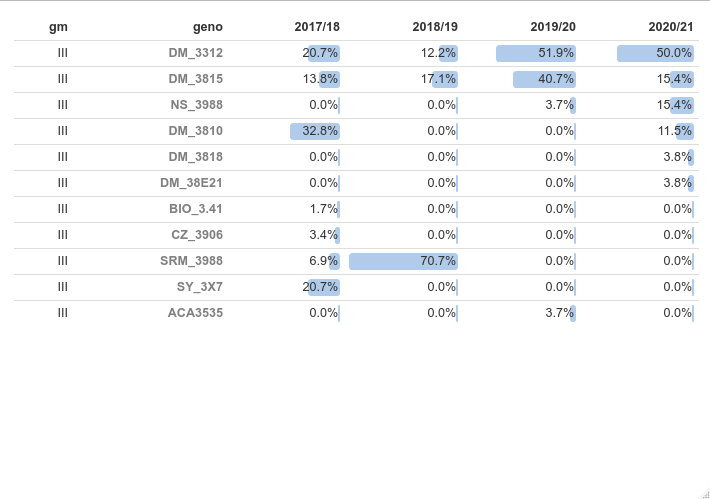 gm geno 2017/18 2018/19 2019/20 2020/21
III DM_3312 20.7% 12.2% 51.9% 50.0%
III DM_3815 13.8% 17.1% 40.7% 15.4%
III NS_3988 0.0% 0.0% 3.7% 15.4%
III DM_3810 32.8% 0.0% 0.0% 11.5%
III DM_3818 0.0% 0.0% 0.0% 3.8%
III DM_38E21 0.0% 0.0% 0.0% 3.8%
III BIO_3.41 1.7% 0.0% 0.0% 0.0%
III CZ_3906 3.4% 0.0% 0.0% 0.0%
III SRM_3988 6.9% 70.7% 0.0% 0.0%
III SY_3X7 20.7% 0.0% 0.0% 0.0%
III ACA3535 0.0% 0.0% 3.7% 0.0%